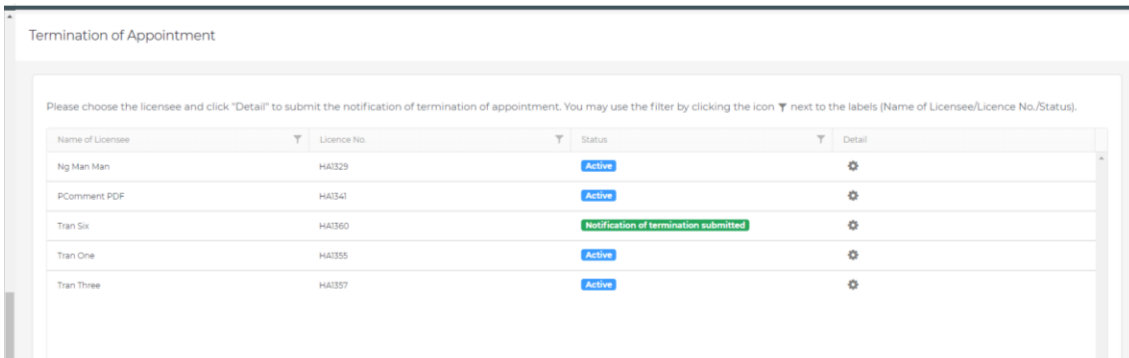 Termination of Appointment
Please choose the licensee and click "Detail" to submit the notification of termination of appointment. You may use the filter by clicking the icon next to the labels (Name of Licensee/Licence No./Status).
Name of Licensee Licence No. Status Detail
Ng Man Man HA1329 Active
PComment PDF HA1341 Active
Tran Six HA1360 Notification of termination submitted
Tran One HA1355 Active
Tran Three HA1357 Active